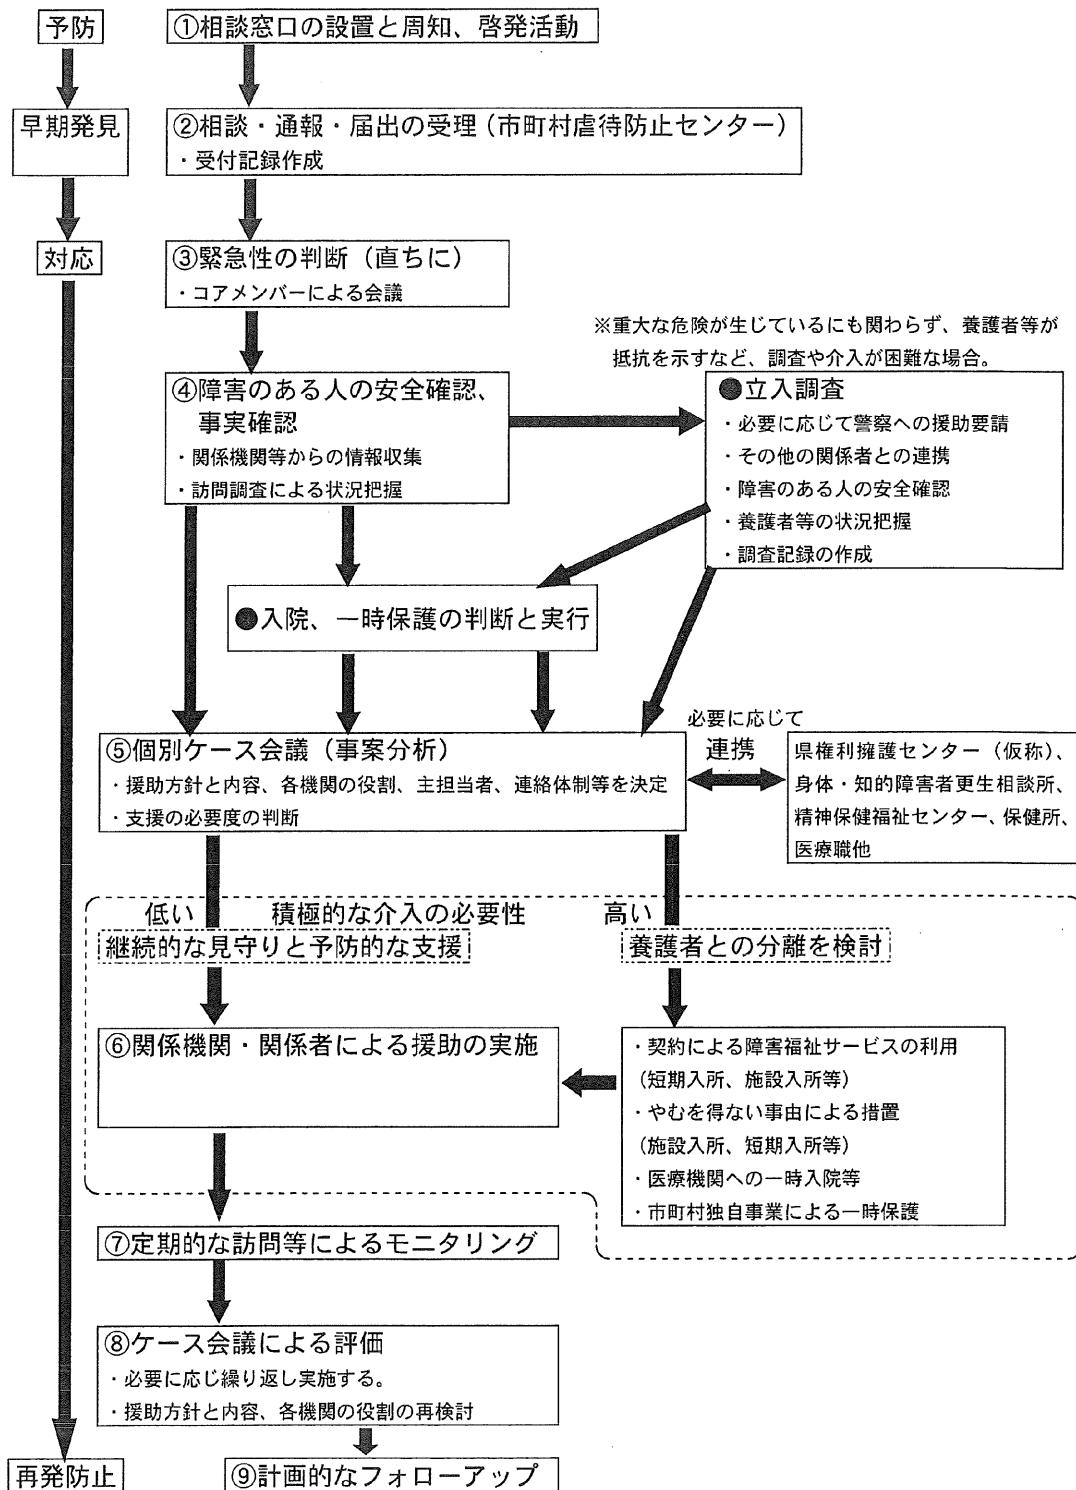 予防
①相談窓口の設置と周知、啓発活動
早期発見
②相談・通報・届出の受理（市町村虐待防止センター）
・受付記録作成
対応
③緊急性の判断（直ちに）
・コアメンバーによる会議
※重大な危険が生じているにも関わらず、養護者等が
抵抗を示すなど、調査や介入が困難な場合。
④障害のある人の安全確認、
事実確認
・関係機関等からの情報収集
・訪問調査による状況把握
●立入調査
・必要に応じて警察への援助要請
・その他の関係者との連携
・障害のある人の安全確認
・養護者等の状況把握
・調査記録の作成
●入院、一時保護の判断と実行
⑤個別ケース会議（事案分析）
・援助方針と内容、各機関の役割、主担当者、連絡体制等を決定
・支援の必要度の判断
必要に応じて
連携
県権利擁護センター（仮称）、
身体・知的障害者更生相談所、
精神保健福祉センター、保健所、
医療職他
低い　積極的な介入の必要性　高い
継続的な見守りと予防的な支援
養護者との分離を検討
⑥関係機関・関係者による援助の実施
・契約による障害福祉サービスの利用
（短期入所、施設入所等）
・やむを得ない事由による措置
（施設入所、短期入所等）
・医療機関への一時入院等
・市町村独自事業による一時保護
⑦定期的な訪問等によるモニタリング
⑧ケース会議による評価
・必要に応じ繰り返し実施する。
・援助方針と内容、各機関の役割の再検討
再発防止
⑨計画的なフォローアップ